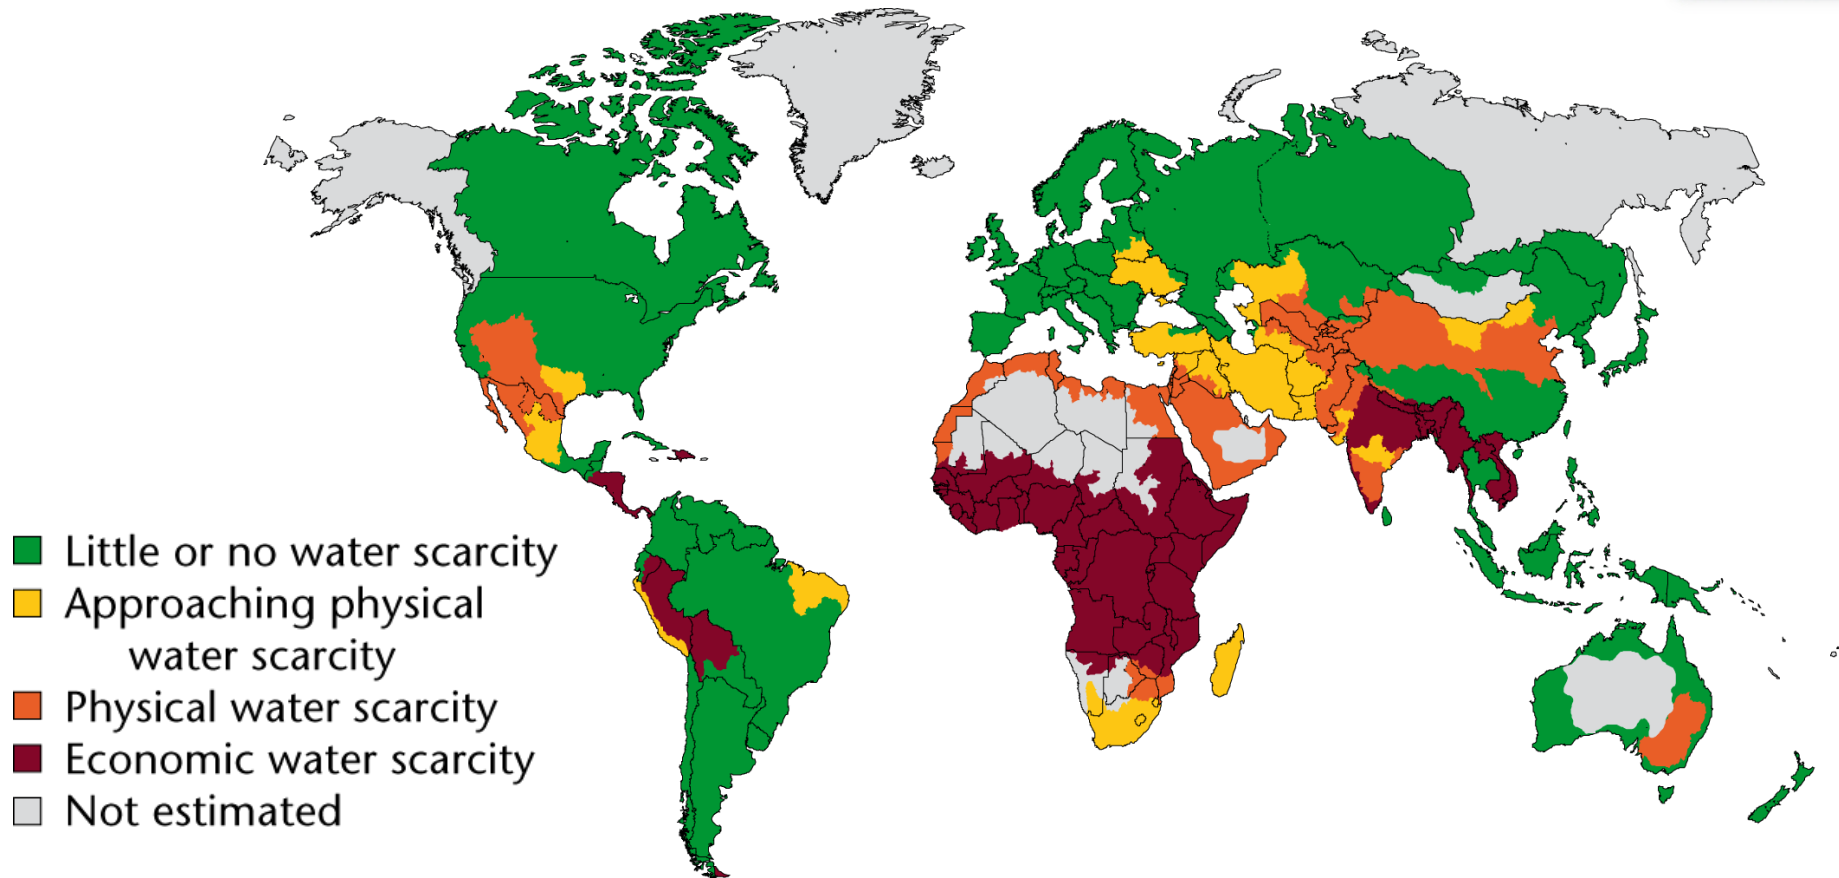 Little or no water scarcity
Approaching physical
water scarcity
Physical water scarcity
Economic water scarcity
Not estimated